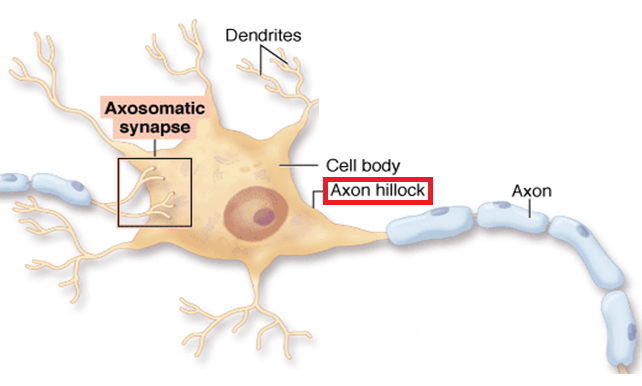 Dendrites
Axosomatic
synapse
Cell body
Axon hillock
Axon